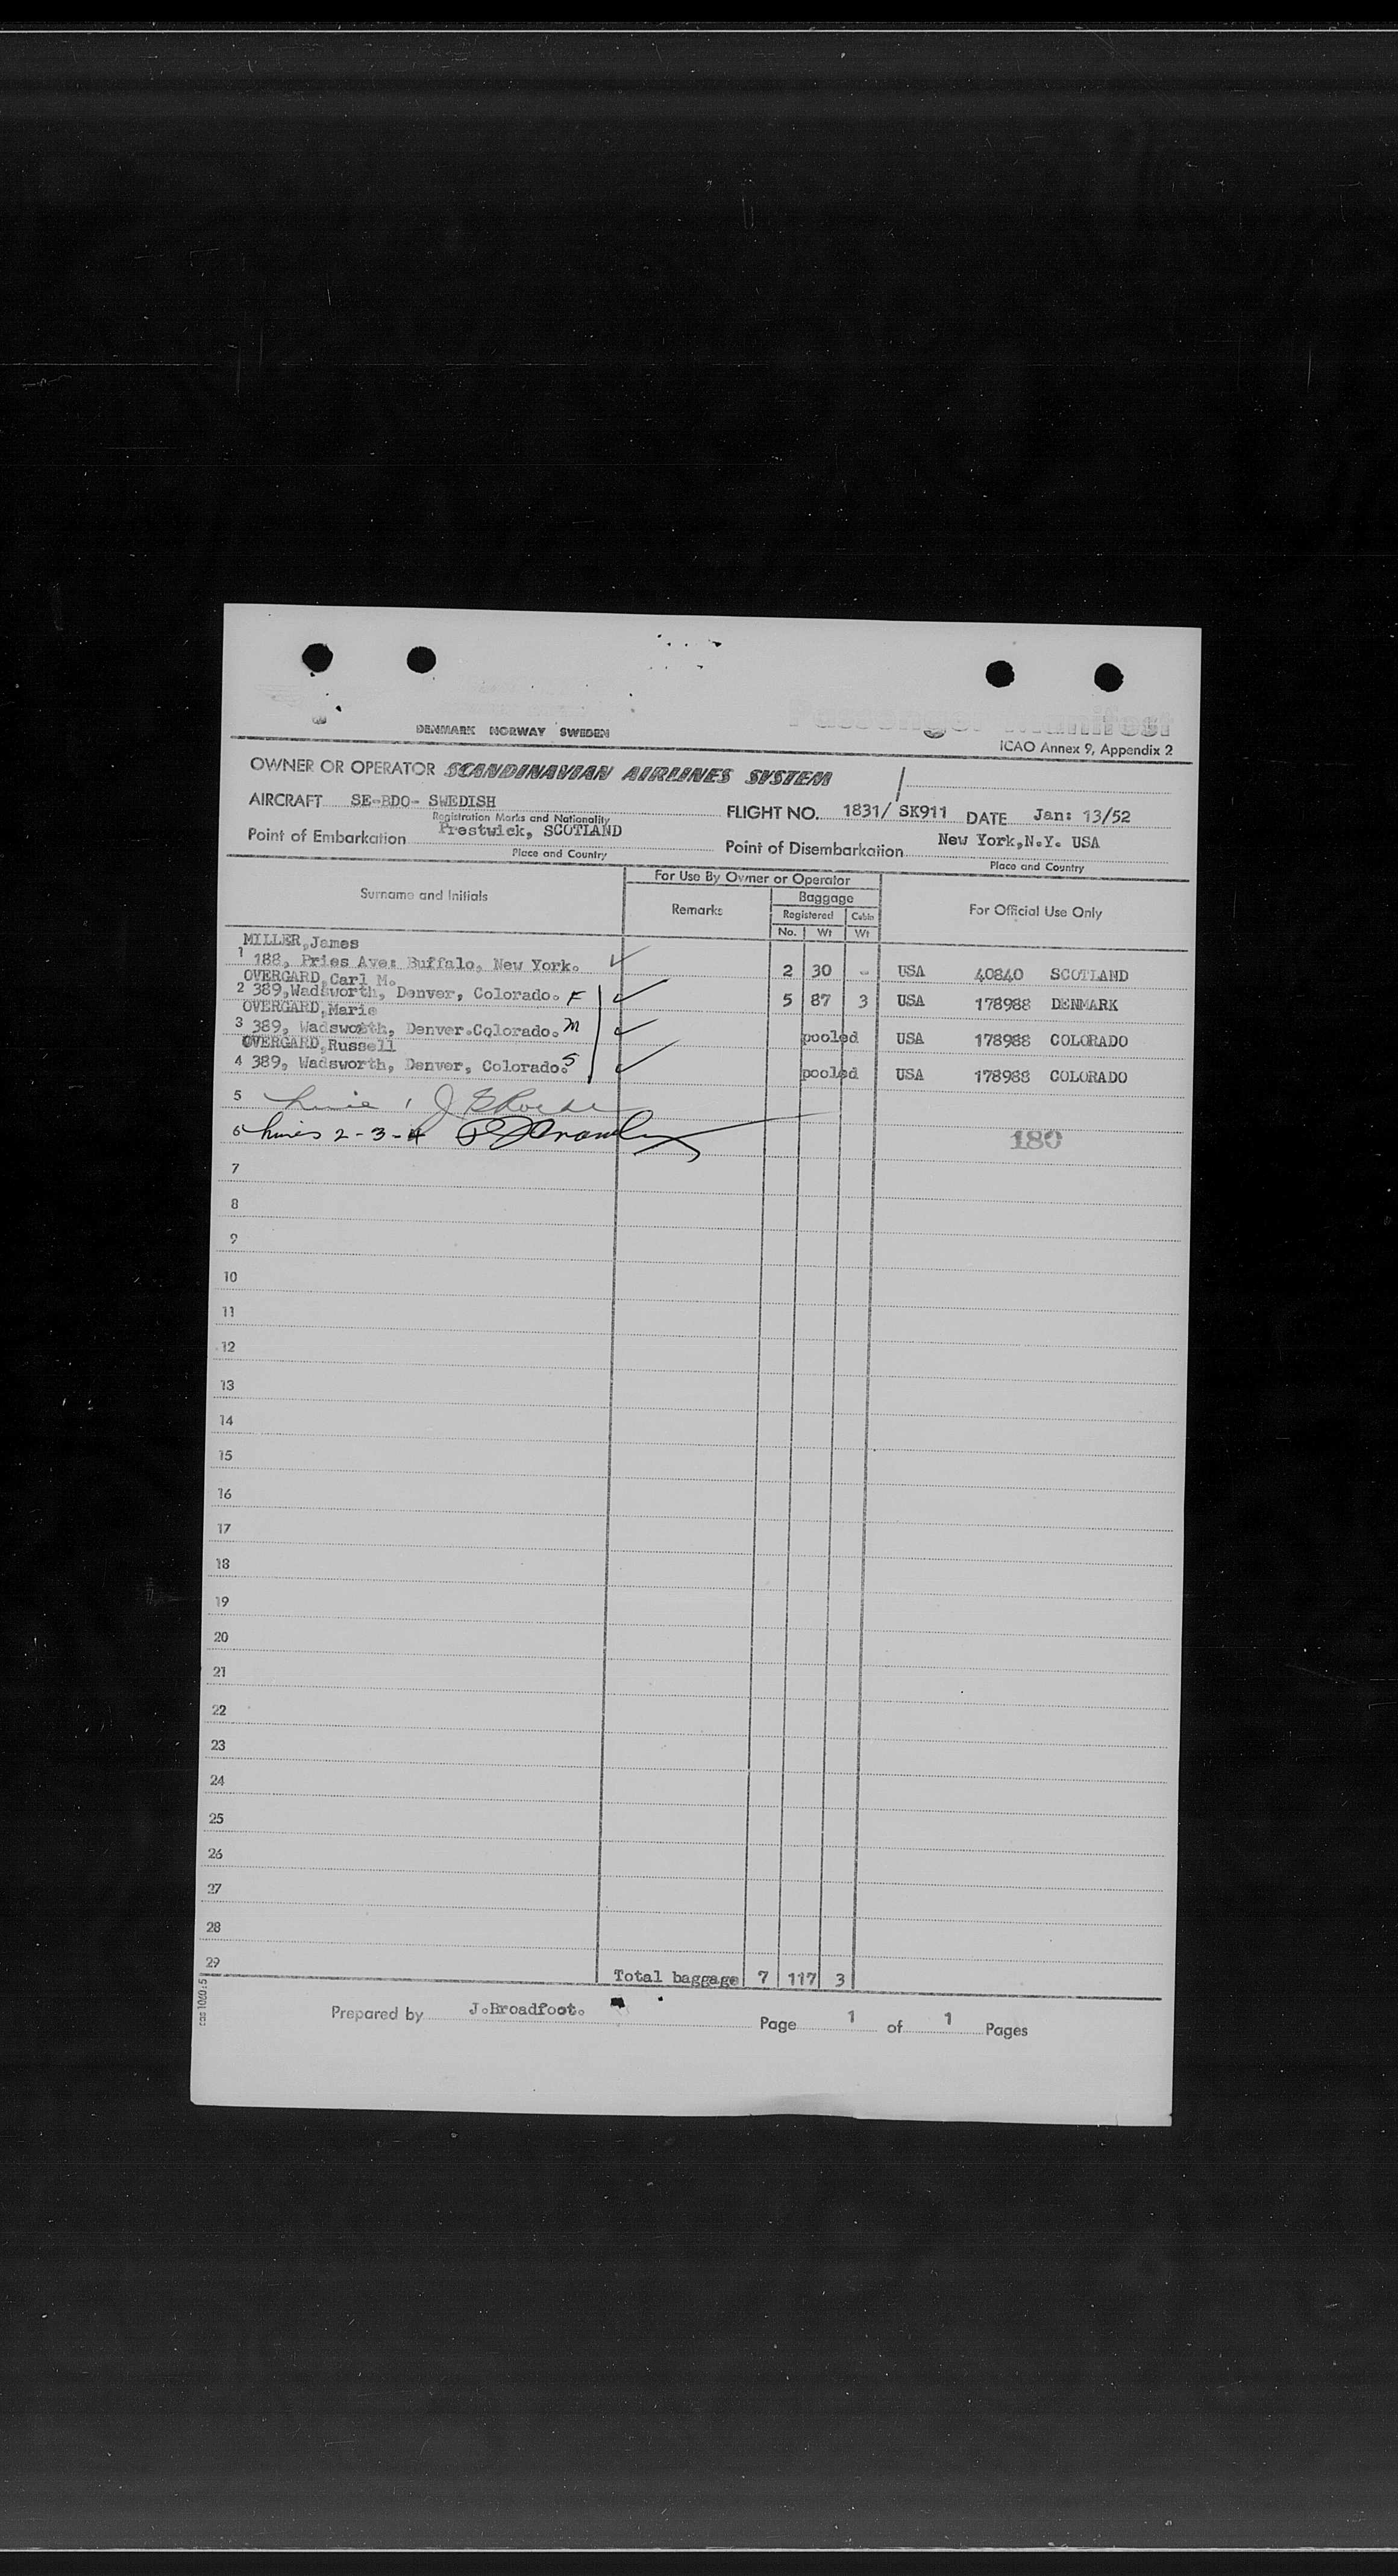 DENMARK NORWAY SWEDEN
Passenger Manifest
ICAO Annex 9, Appendix 2
OWNER OR OPERATOR SCANDINAVIAN AIRLINES SYSTEM
AIRCRAFT SE-BDO- SWEDISH FLIGHT NO. 1831/ SK911 DATE Jan: 13/52
Registration Marks and Nationality
Point of Embarkation Prestwick, SCOTLAND Point of Disembarkation New York,N.Y. USA
Place and Country Place and Country
Surname and Initials For Use By Owner or Operator For Official Use Only
Remarks Baggage
Registered Cabin
No. Wt Wt
MILLER,James
1 188, Pries Ave: Buffalo, New York. 2 30 - USA 40840 SCOTLAND
OVERGARD,Carl M.
2 389,Wadsworth, Denver, Colorado. F 5 87 3 USA 178988 DENMARK
OVERGARD,Marie
3 389, Wadsworth, Denver.Colorado. M pooled USA 178988 COLORADO
OVERGARD,Russell
4 389, Wadsworth, Denver, Colorado. S pooled USA 178988 COLORADO
5
6 lines 2-3-4
180
7
8
9
10
11
12
13
14
15
16
17
18
19
20
21
22
23
24
25
26
27
28
29
Total baggage 7 117 3
Prepared by J.Broadfoot. Page 1 of 1 Pages